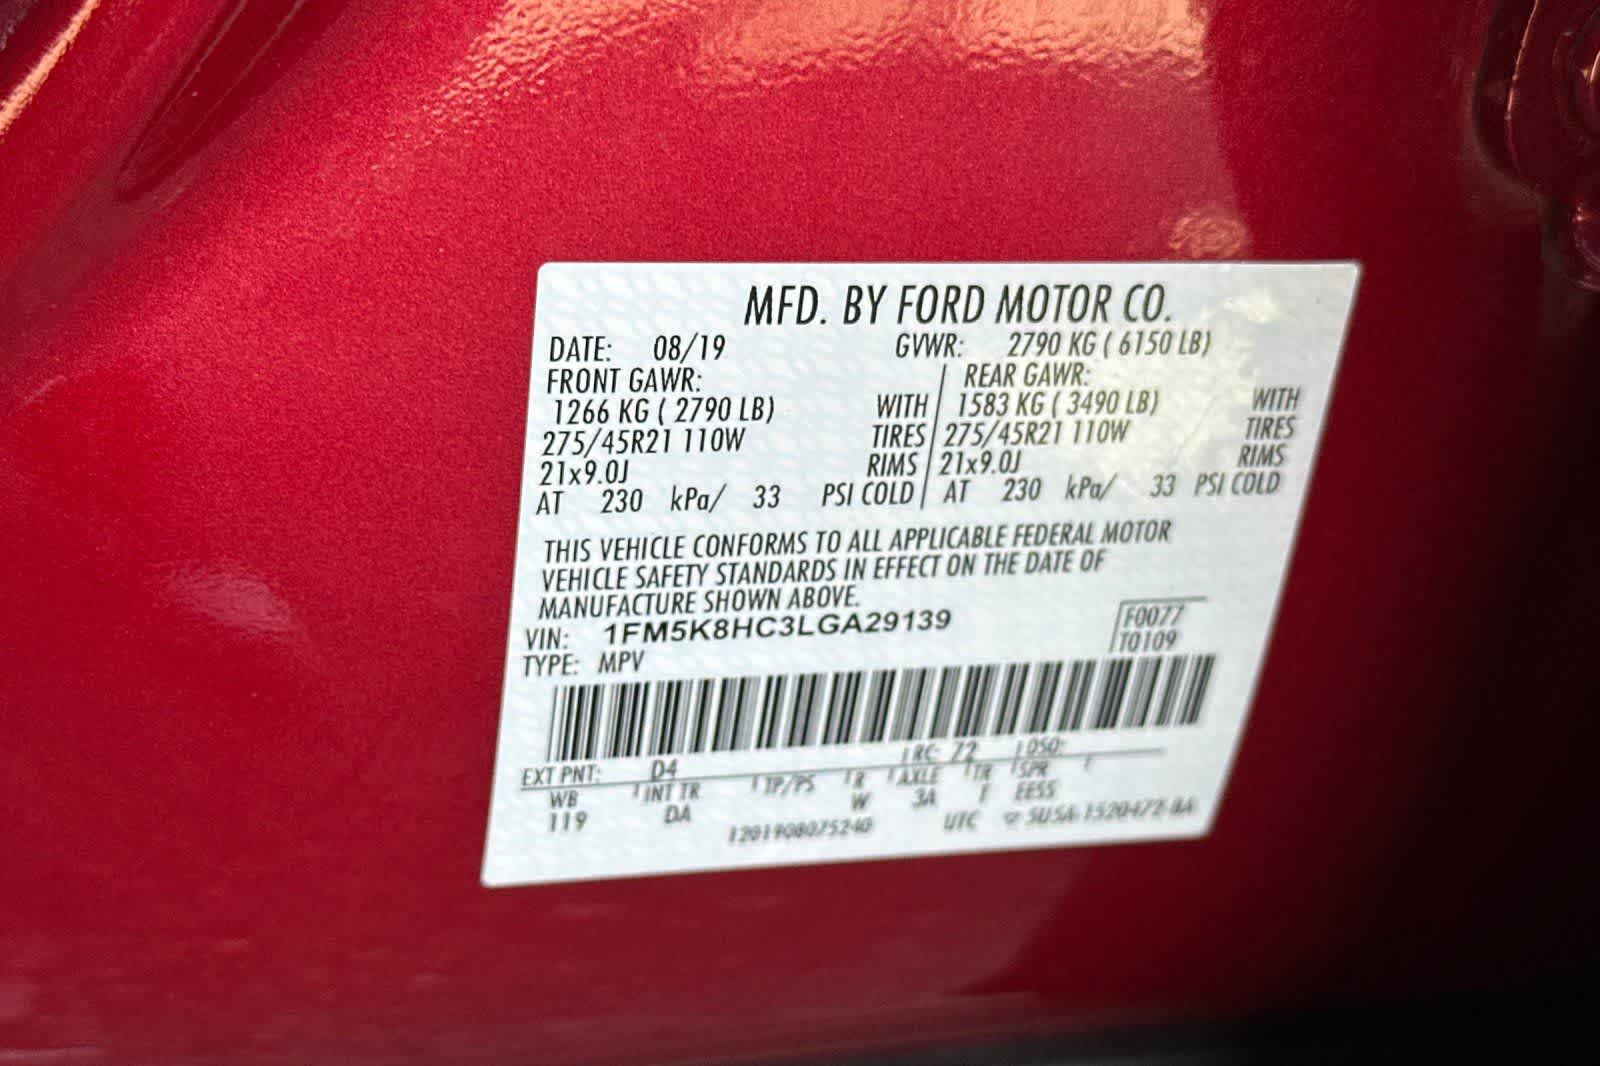 MFD. BY FORD MOTOR CO.
DATE: 08/19 GVWR: 2790 KG ( 6150 LB)
FRONT GAWR: REAR GAWR:
1266 KG ( 2790 LB) WITH 1583 KG ( 3490 LB) WITH
275/45R21 110W TIRES 275/45R21 110W TIRES
21x9.0J RIMS 21x9.0J RIMS
AT 230 kPa/ 33 PSI COLD AT 230 kPa/ 33 PSI COLD
THIS VEHICLE CONFORMS TO ALL APPLICABLE FEDERAL MOTOR
VEHICLE SAFETY STANDARDS IN EFFECT ON THE DATE OF
MANUFACTURE SHOWN ABOVE.
VIN: 1FM5K8HC3LGA29139 F0077
TYPE: MPV T0109
EXT PNT: D4 RC: 72 DSO:
WB INT TR TP/PS R AXLE TR SPR
119 DA W 3A F EESS
1201908075240 UTC 5USA-1520472-BA